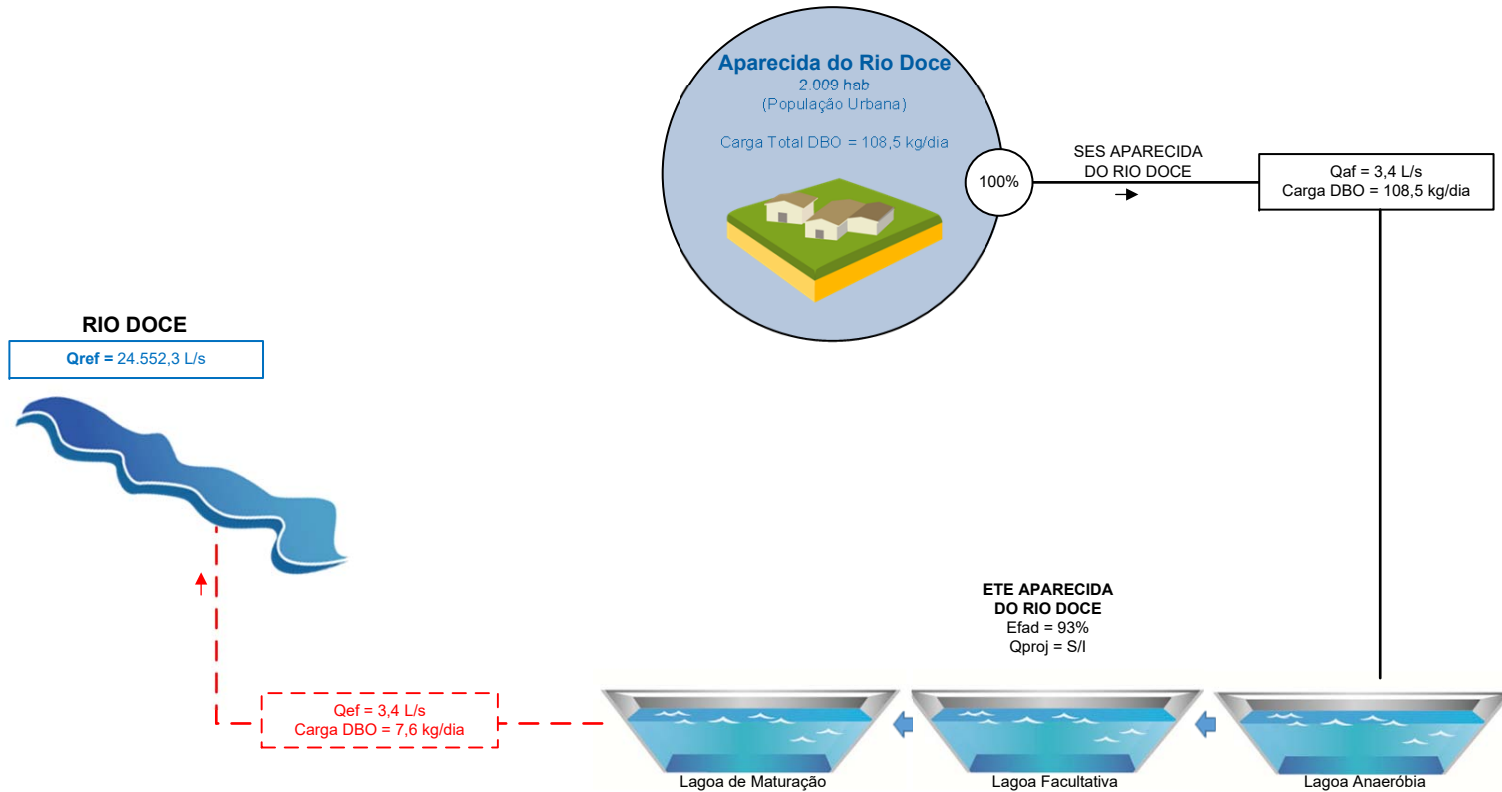 Aparecida do Rio Doce
2.009 hab
(População Urbana)
Carga Total DBO = 108,5 kg/dia
100%
SES APARECIDA
DO RIO DOCE
Qaf = 3,4 L/s
Carga DBO = 108,5 kg/dia
RIO DOCE
Qref = 24.552,3 L/s
ETE APARECIDA
DO RIO DOCE
Efad = 93%
Qproj = S/I
Qef = 3,4 L/s
Carga DBO = 7,6 kg/dia
Lagoa de Maturação
Lagoa Facultativa
Lagoa Anaeróbia